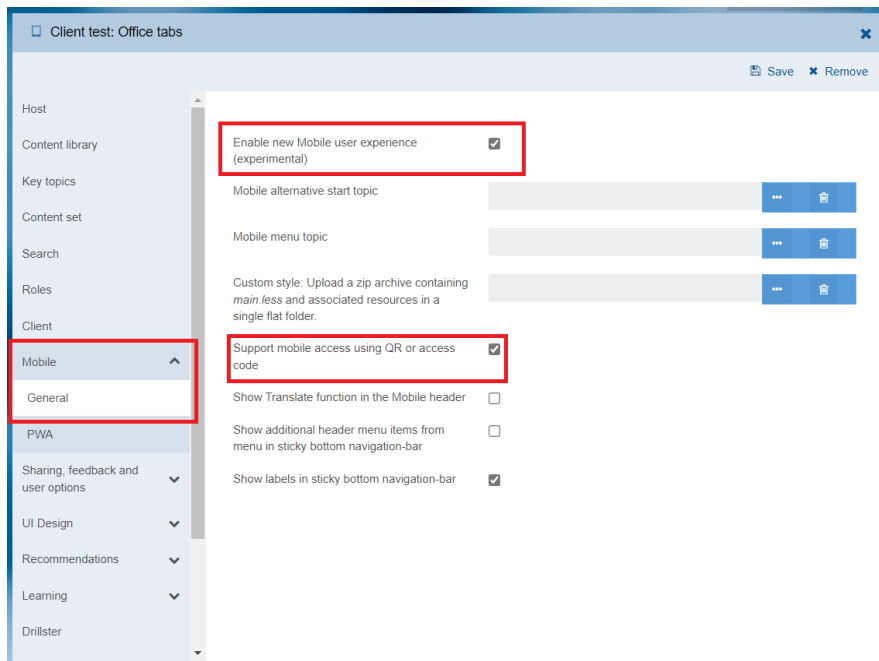 Client test: Office tabs
Save
Remove
Host
Content library
Key topics
Content set
Search
Roles
Client
Mobile
General
PWA
Sharing, feedback and
user options
UI Design
Recommendations
Learning
Drillster
Enable new Mobile user experience
(experimental)
Mobile alternative start topic
Mobile menu topic
Custom style: Upload a zip archive containing
main.less and associated resources in a
single flat folder.
Support mobile access using QR or access
code
Show Translate function in the Mobile header
Show additional header menu items from
menu in sticky bottom navigation-bar
Show labels in sticky bottom navigation-bar